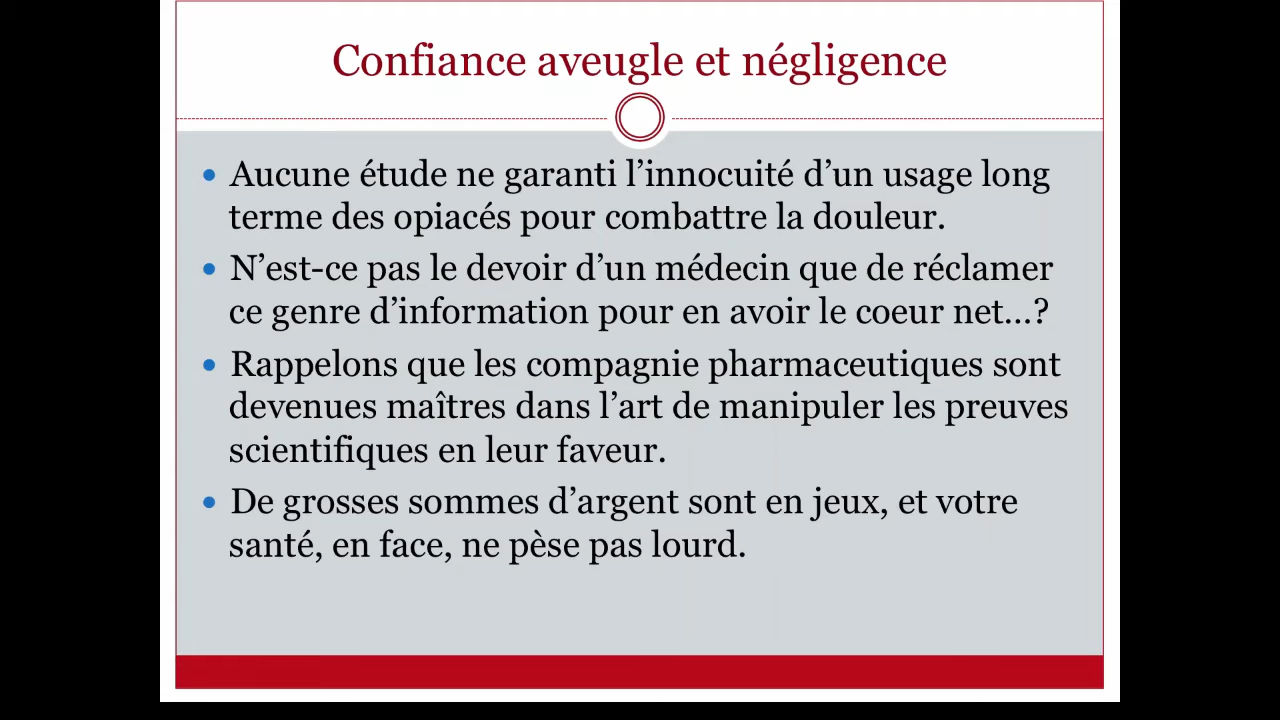 Confiance aveugle et négligence
• Aucune étude ne garanti l’innocuité d’un usage long
terme des opiacés pour combattre la douleur.
• N’est-ce pas le devoir d’un médecin que de réclamer
ce genre d’information pour en avoir le coeur net…?
• Rappelons que les compagnie pharmaceutiques sont
devenues maîtres dans l’art de manipuler les preuves
scientifiques en leur faveur.
• De grosses sommes d’argent sont en jeux, et votre
santé, en face, ne pèse pas lourd.